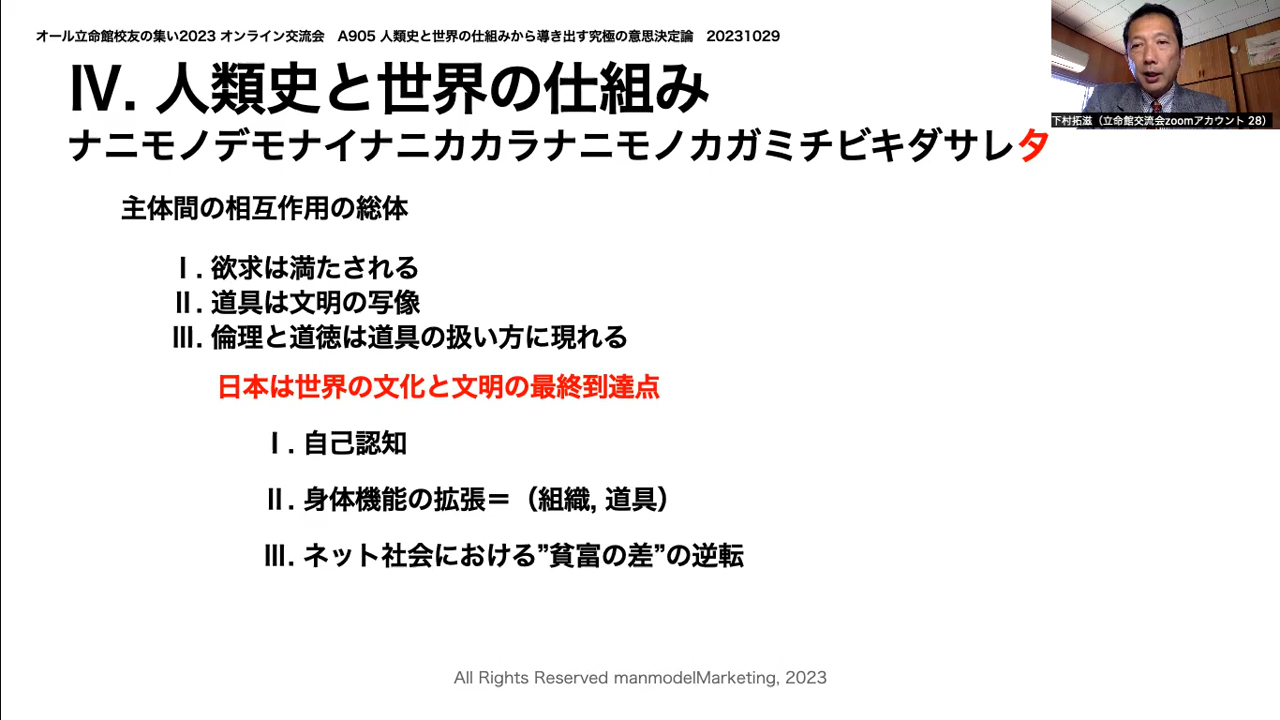 オール立命館校友の集い2023 オンライン交流会　A905 人類史と世界の仕組みから導き出す究極の意思決定論　20231029
Ⅳ. 人類史と世界の仕組み
ナニモノデモナイナニカカラナニモノカガミチビキダサレタ
主体間の相互作用の総体
Ⅰ. 欲求は満たされる
Ⅱ. 道具は文明の写像
Ⅲ. 倫理と道徳は道具の扱い方に現れる
日本は世界の文化と文明の最終到達点
Ⅰ. 自己認知
Ⅱ. 身体機能の拡張＝（組織, 道具）
Ⅲ. ネット社会における”貧富の差”の逆転
All Rights Reserved manmodelMarketing, 2023
下村拓滋（立命館交流会zoomアカウント 28）